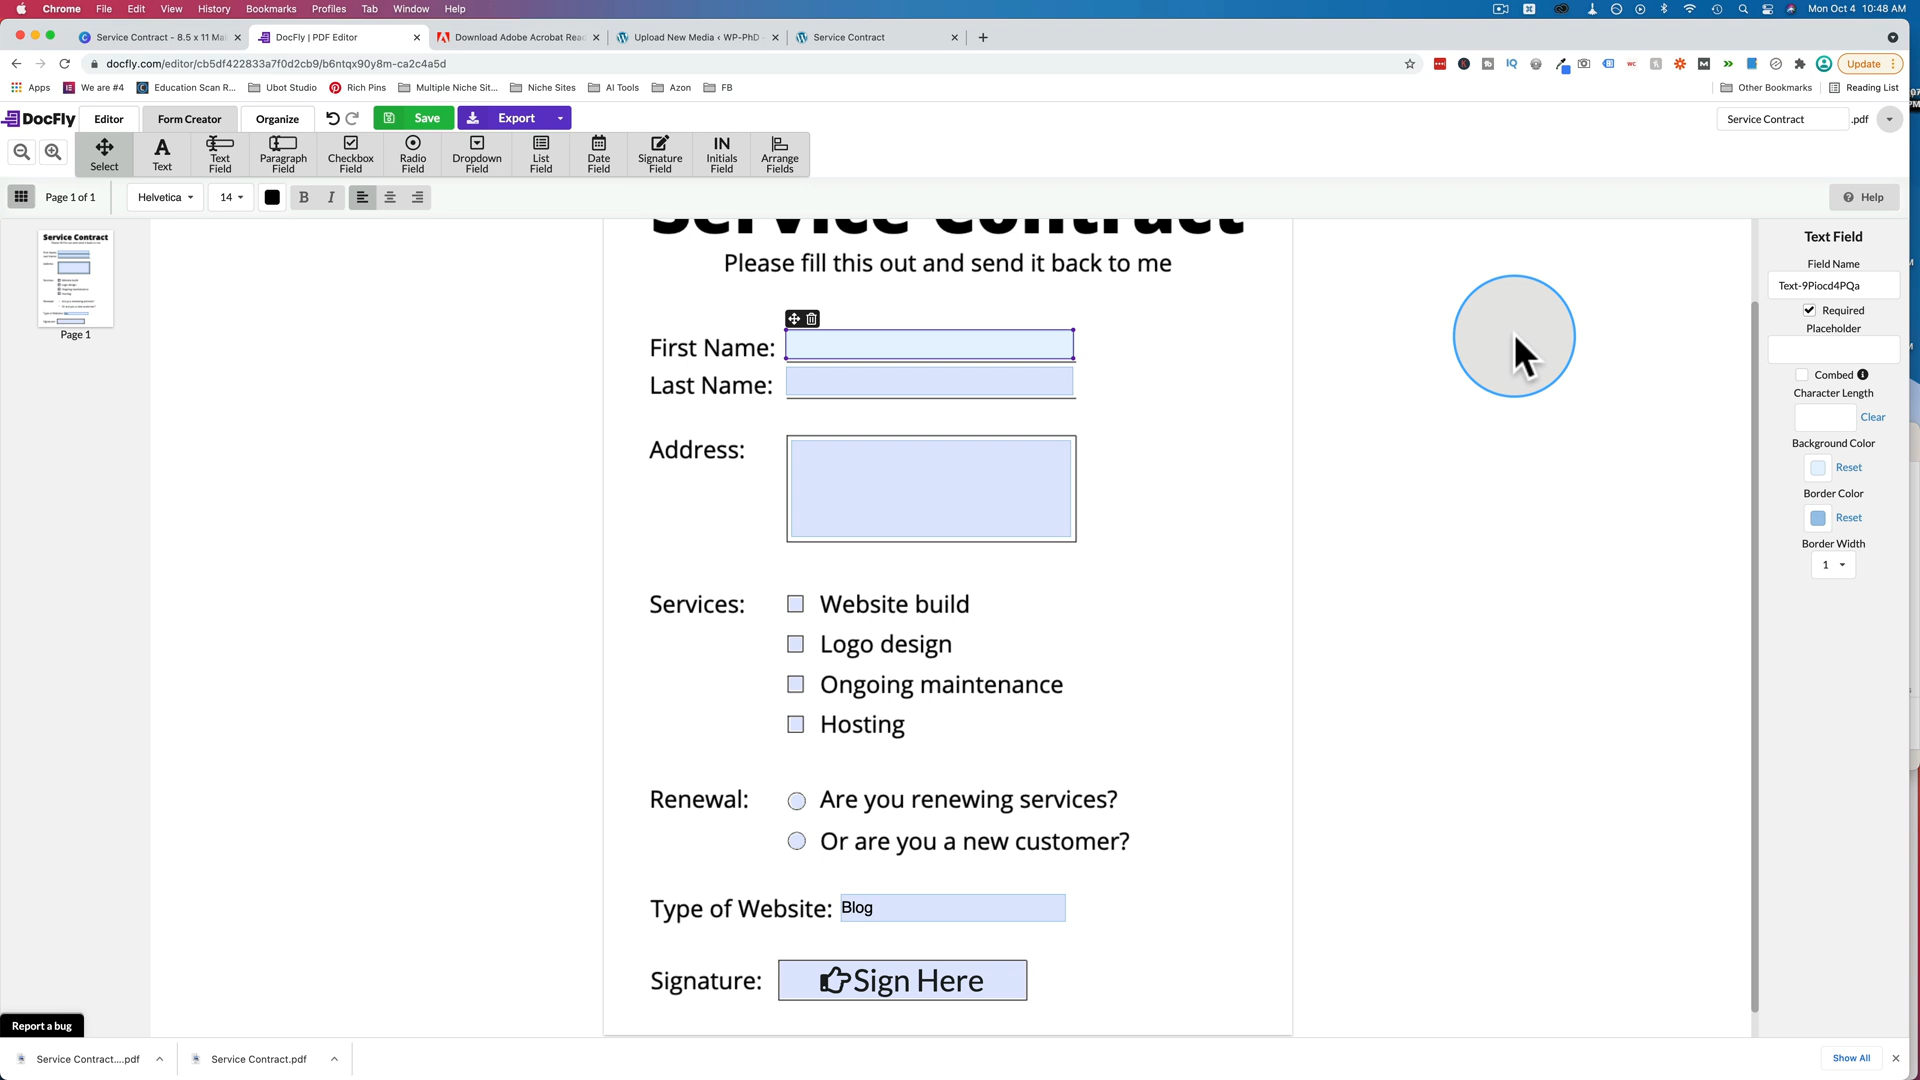 Chrome File Edit View History Bookmarks Profiles Tab Window Help
Mon Oct 4 10:48 AM
Service Contract - 8.5 x 11 Ma
DocFly | PDF Editor
Download Adobe Acrobat Rea
Upload New Media ‹ WP-PhD -
Service Contract
docfly.com/editor/cb5df422833a7f0d2cb9/b6ntqx90y8m-ca2c4a5d
Update
Apps
We are #4
Education Scan R...
Ubot Studio
Rich Pins
Multiple Niche Sit...
Niche Sites
AI Tools
Azon
FB
Other Bookmarks
Reading List
DocFly
Editor
Form Creator
Organize
Save
Export
Service Contract
.pdf
Select
Text
Text Field
Paragraph Field
Checkbox Field
Radio Field
Dropdown Field
List Field
Date Field
Signature Field
IN
Initials Field
Arrange Fields
Page 1 of 1
Helvetica
14
B I
Help
Service Contract
Page 1
Service Contract
Please fill this out and send it back to me
First Name:
Last Name:
Address:
Services:
Website build
Logo design
Ongoing maintenance
Hosting
Renewal:
Are you renewing services?
Or are you a new customer?
Type of Website: Blog
Signature: Sign Here
Text Field
Field Name
Text-9Piocd4PQa
Required
Placeholder
Combed
Character Length
Clear
Background Color
Reset
Border Color
Reset
Border Width
1
Report a bug
Service Contract....pdf
Service Contract.pdf
Show All